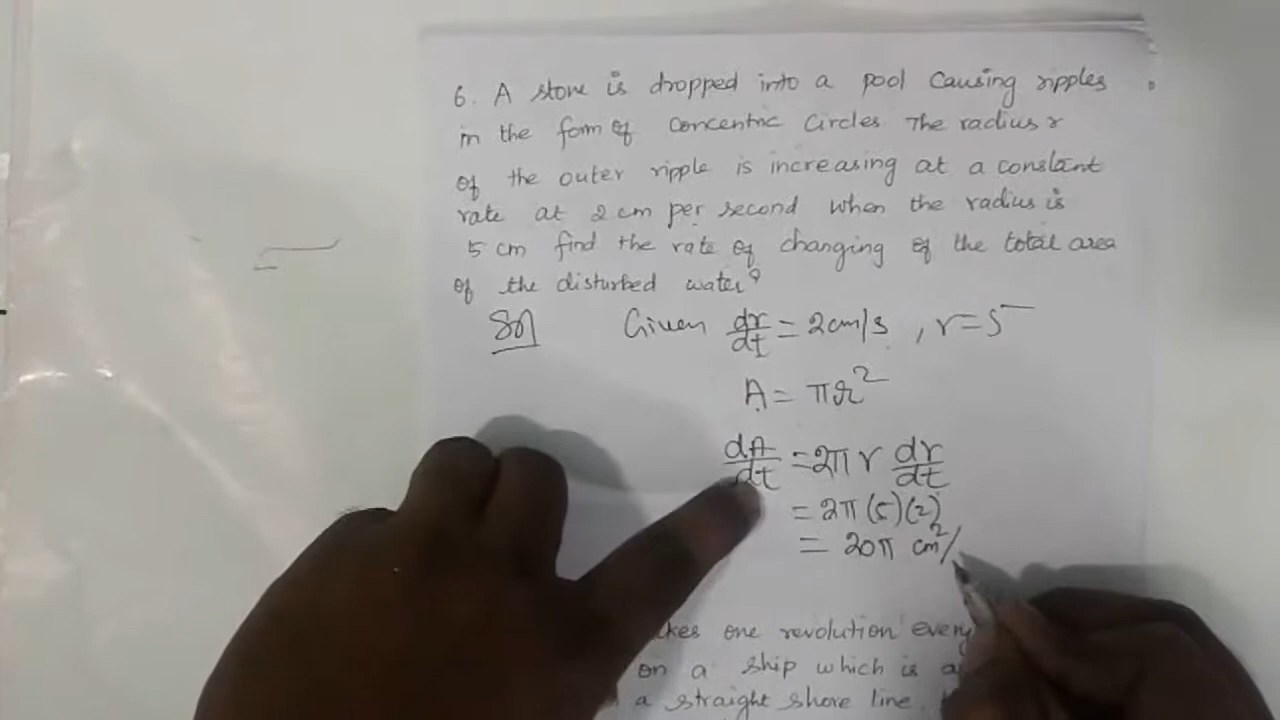 6. A stone is dropped into a pool causing ripples
in the form of concentric circles The radius r
of the outer ripple is increasing at a constant
rate at 2 cm per second when the radius is
5 cm find the rate of changing of the total area
of the disturbed water?
Sol Given dr/dt = 2cm/s, r=5
A = πr²
dA/dt = 2πr dr/dt
= 2π(5)(2)
= 20π cm²/
one revolution every
on a ship which is
a straight shore line.